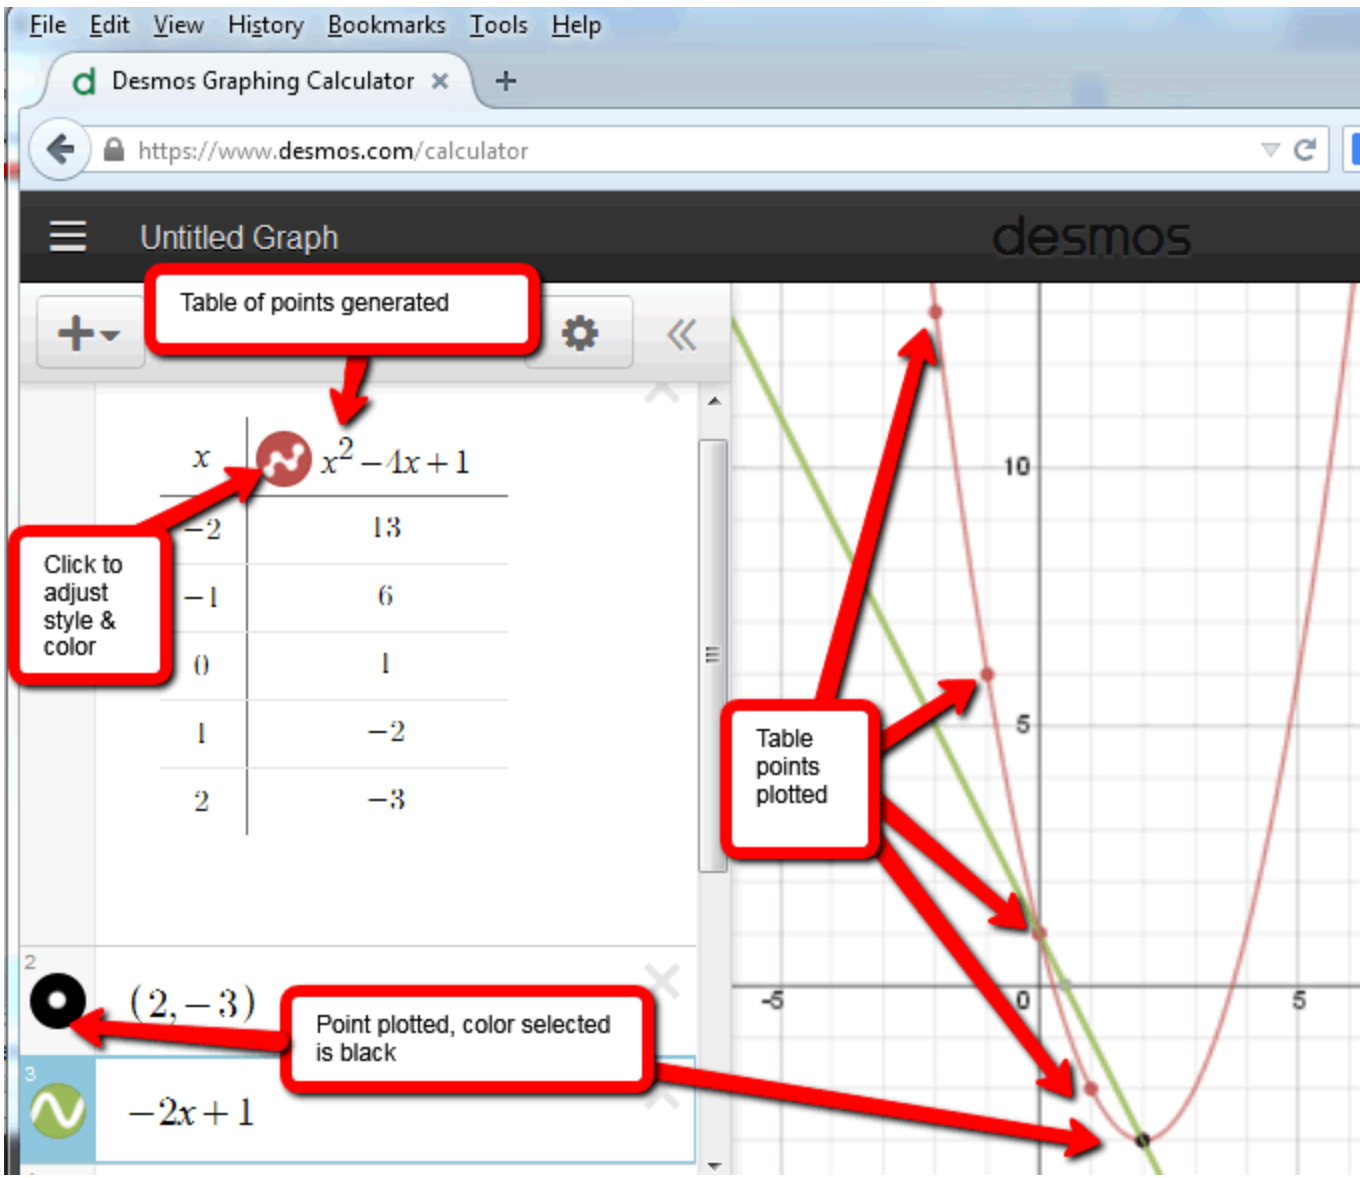 File Edit View History Bookmarks Tools Help
d Desmos Graphing Calculator × +
https://www.desmos.com/calculator
Untitled Graph
desmos
Table of points generated
x x² − 4x + 1
−2 13
−1 6
0 1
1 −2
2 −3
Click to
adjust
style &
color
2
(2, −3)
Point plotted, color selected
is black
3
−2x + 1
Table
points
plotted
10
5
-5
0
5